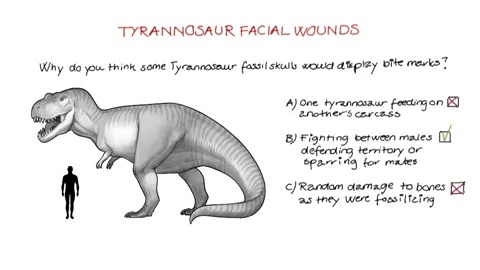 TYRANNOSAUR FACIAL WOUNDS
Why do you think some Tyrannosaur fossil skulls would display bite marks?
A) One tyrannosaur feeding on
another's carcass
B) Fighting between males
defending territory or
sparring for mates
C) Random damage to bones
as they were fossilizing